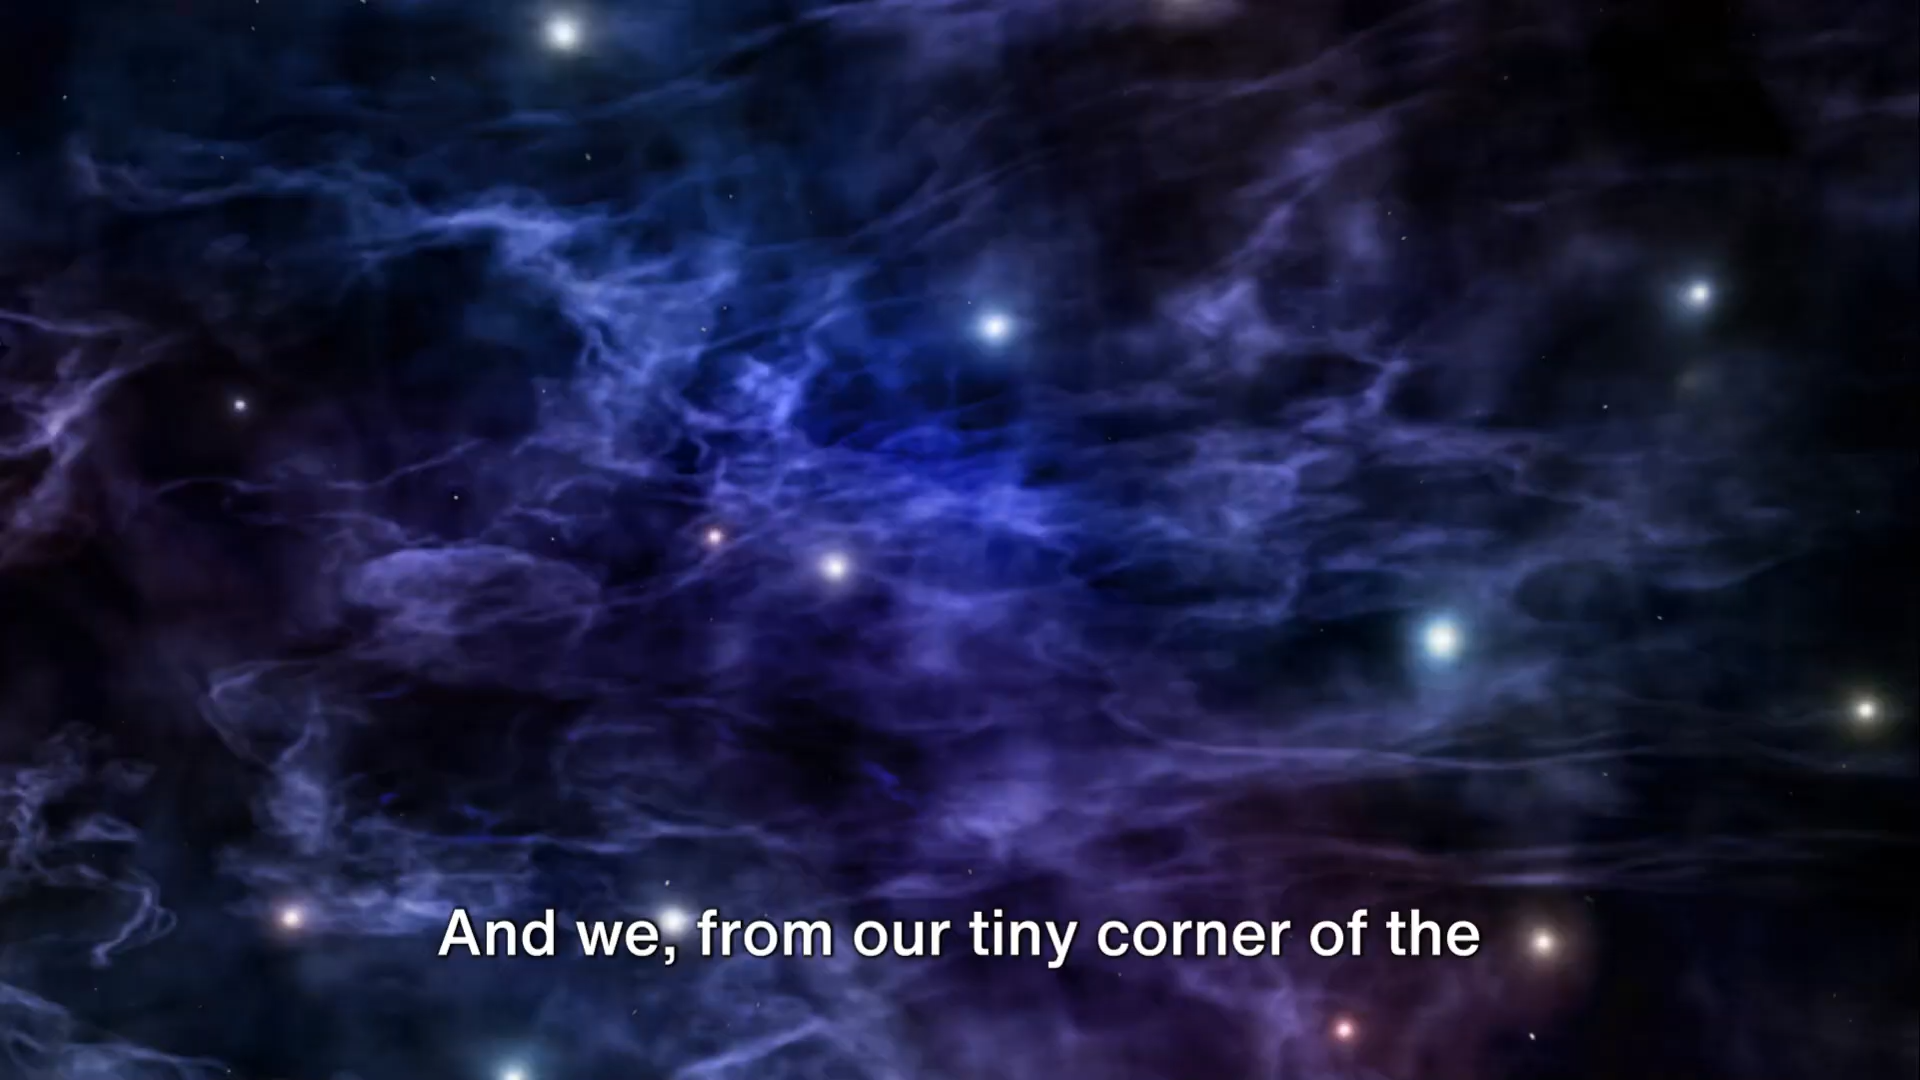 And we, from our tiny corner of the